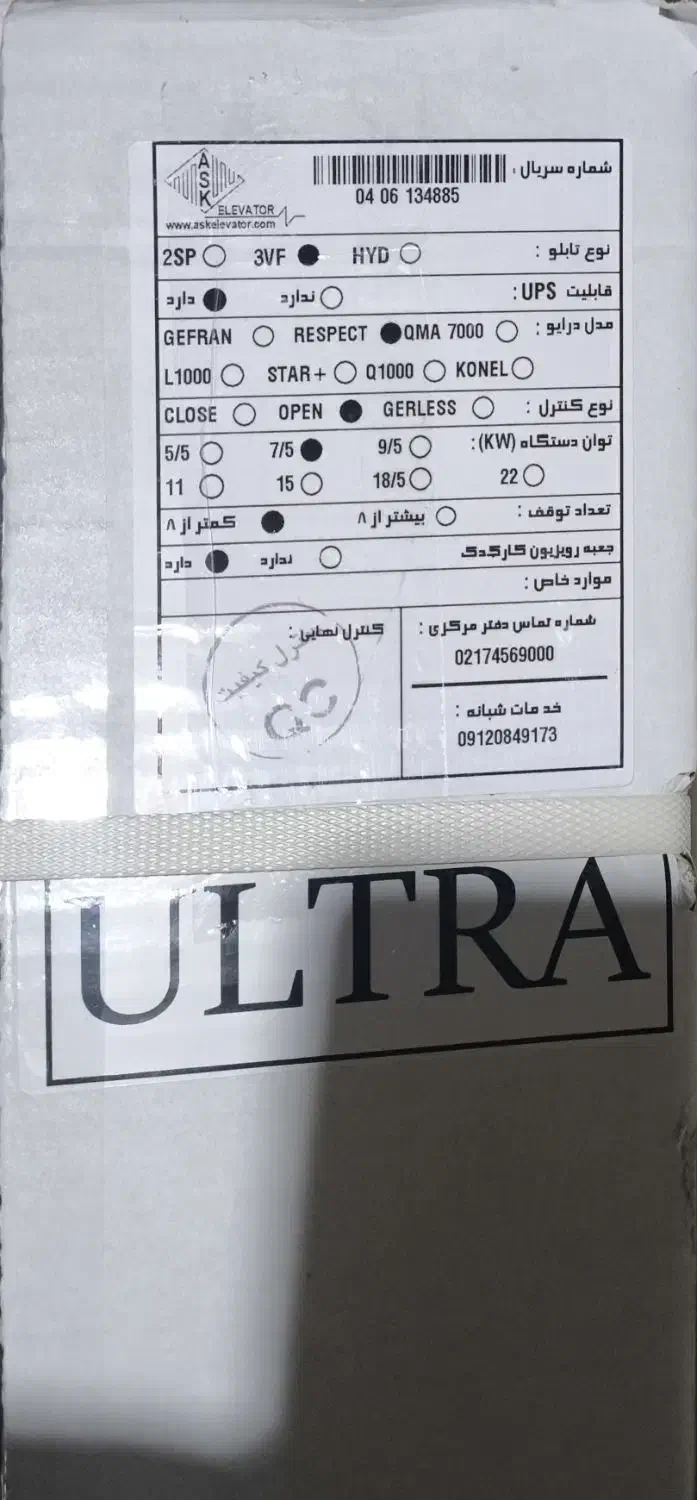 شماره سریال :
ASK
ELEVATOR
www.askelevator.com
04 06 134885
نوع تابلو : HYD 3VF 2SP
قابلیت UPS: ندارد دارد
مدل درایو : QMA 7000 RESPECT GEFRAN
KONEL Q1000 STAR+ L1000
نوع کنترل : GERLESS OPEN CLOSE
توان دستگاه (KW): 9/5 7/5 5/5
22 18/5 15 11
تعداد توقف : بیشتر از ۸ کمتر از ۸
جعبه رویزیون کارکدک ندارد دارد
موارد خاص :
شماره تماس دفتر مرکزی :
02174569000
خدمات شبانه :
09120849173
کنترل نهایی :
کنترل کیفیت
QC
ULTRA